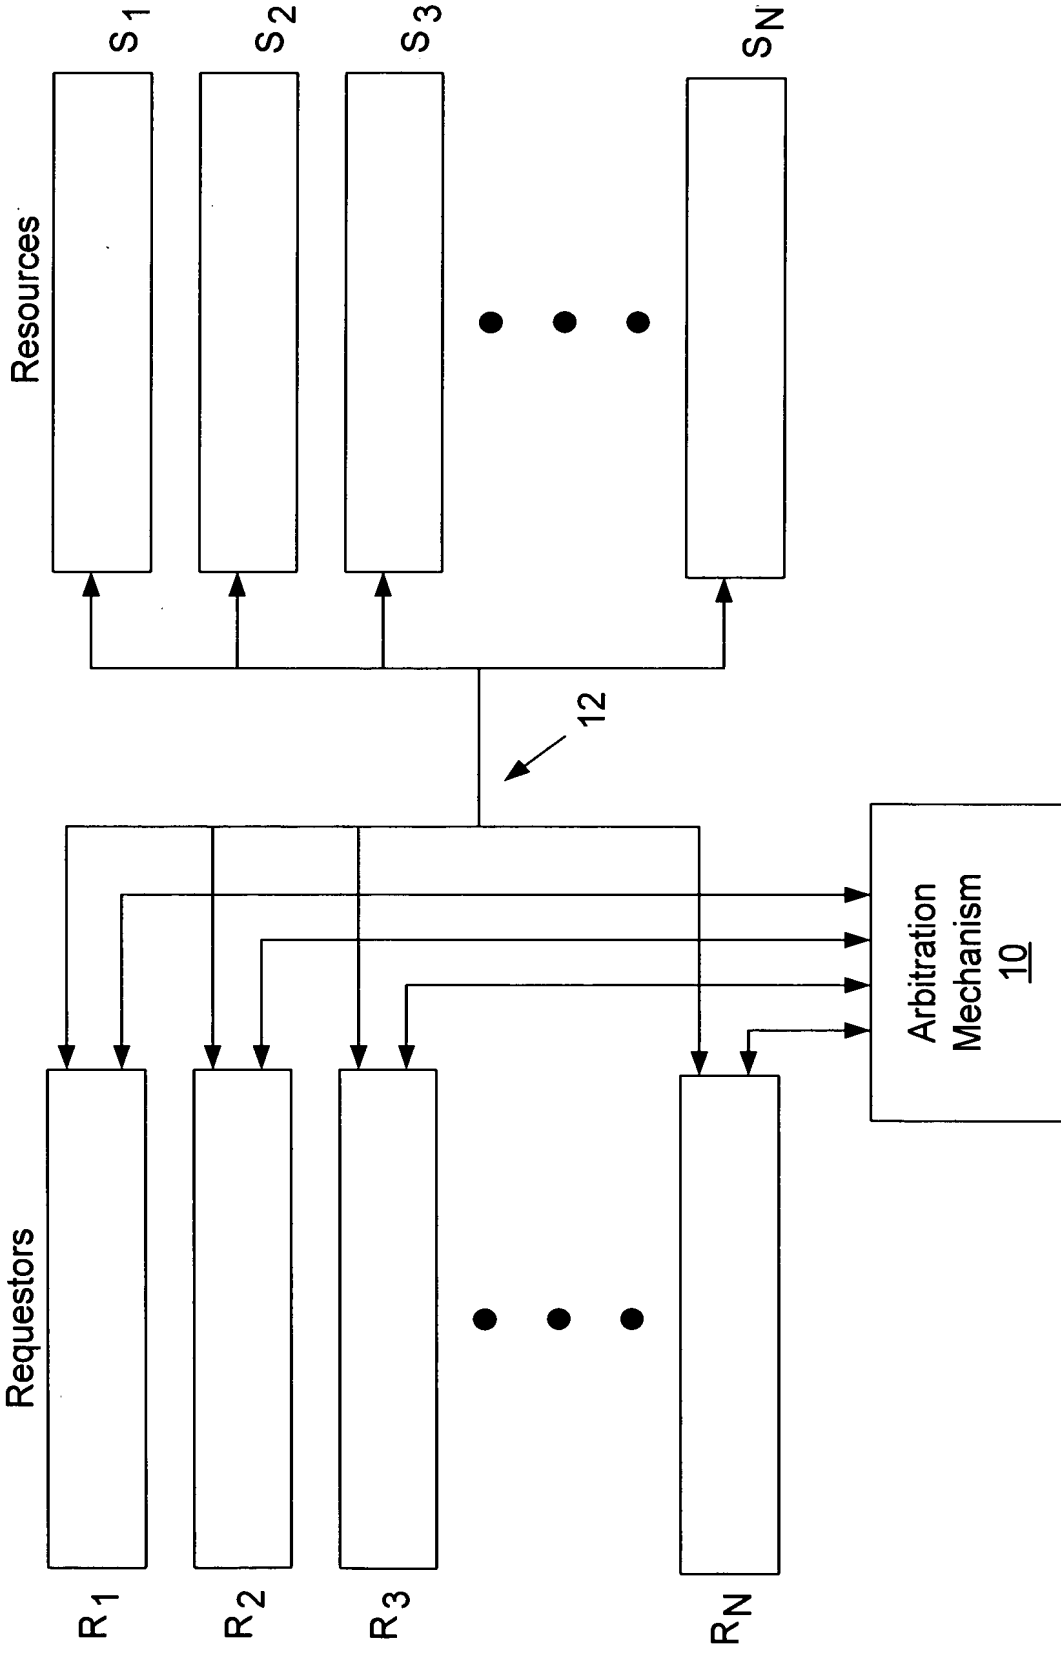 Requestors
Resources
R1
S1
R2
S2
R3
S3
12
RN
SN
Arbitration
Mechanism
10